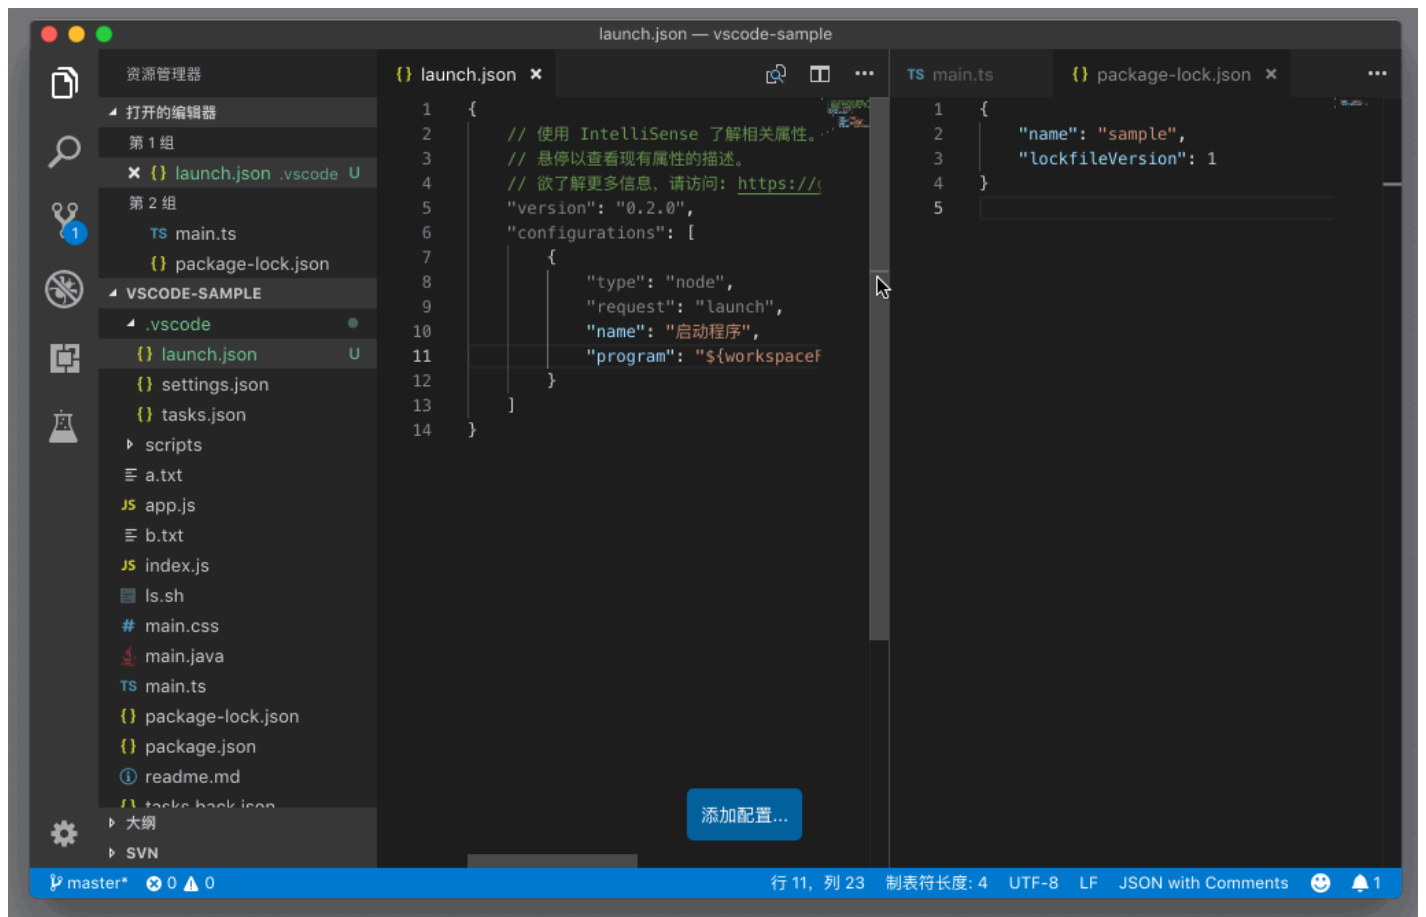 launch.json — vscode-sample
资源管理器
打开的编辑器
第 1 组
{} launch.json .vscode U
第 2 组
TS main.ts
{} package-lock.json
VSCODE-SAMPLE
.vscode
{} launch.json U
{} settings.json
{} tasks.json
scripts
a.txt
JS app.js
b.txt
JS index.js
ls.sh
# main.css
main.java
TS main.ts
{} package-lock.json
{} package.json
readme.md
{} tasks.back.json
大纲
SVN
1
{} launch.json
1 {
2 // 使用 IntelliSense 了解相关属性。
3 // 悬停以查看现有属性的描述。
4 // 欲了解更多信息，请访问: https://
5 "version": "0.2.0",
6 "configurations": [
7 {
8 "type": "node",
9 "request": "launch",
10 "name": "启动程序",
11 "program": "${workspaceF
12 }
13 ]
14 }
添加配置...
TS main.ts
{} package-lock.json
1 {
2 "name": "sample",
3 "lockfileVersion": 1
4 }
5
master* 0 0 行 11，列 23 制表符长度: 4 UTF-8 LF JSON with Comments 1